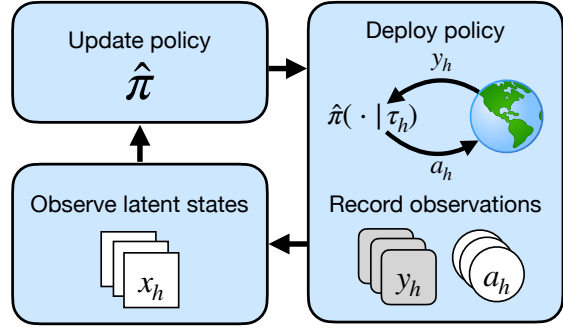 Update policy
π̂
Deploy policy
y_h
π̂( · | τ_h)
a_h
Observe latent states
x_h
Record observations
y_h
a_h